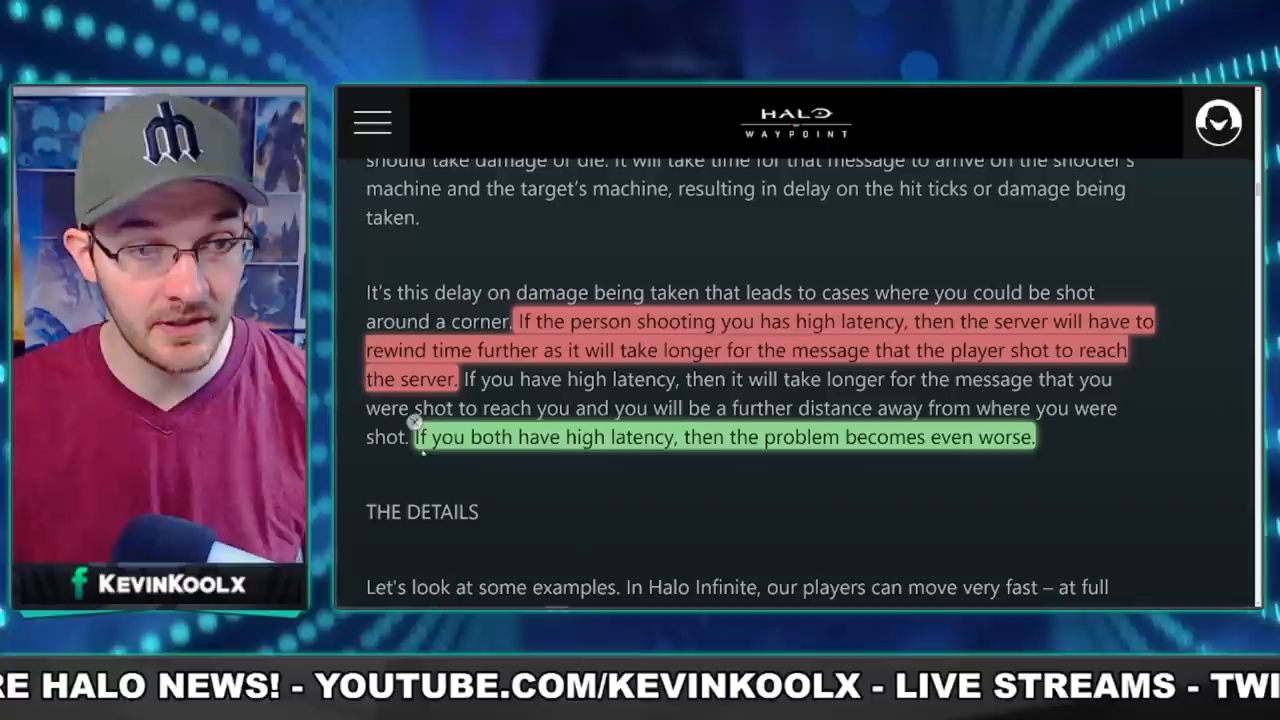 HALO
WAYPOINT
should take damage or die. It will take time for that message to arrive on the shooter's
machine and the target's machine, resulting in delay on the hit ticks or damage being
taken.
It's this delay on damage being taken that leads to cases where you could be shot
around a corner. If the person shooting you has high latency, then the server will have to
rewind time further as it will take longer for the message that the player shot to reach
the server. If you have high latency, then it will take longer for the message that you
were shot to reach you and you will be a further distance away from where you were
shot. If you both have high latency, then the problem becomes even worse.
THE DETAILS
Let's look at some examples. In Halo Infinite, our players can move very fast – at full
f KEVINKOOLX
RE HALO NEWS! - YOUTUBE.COM/KEVINKOOLX - LIVE STREAMS - TWI